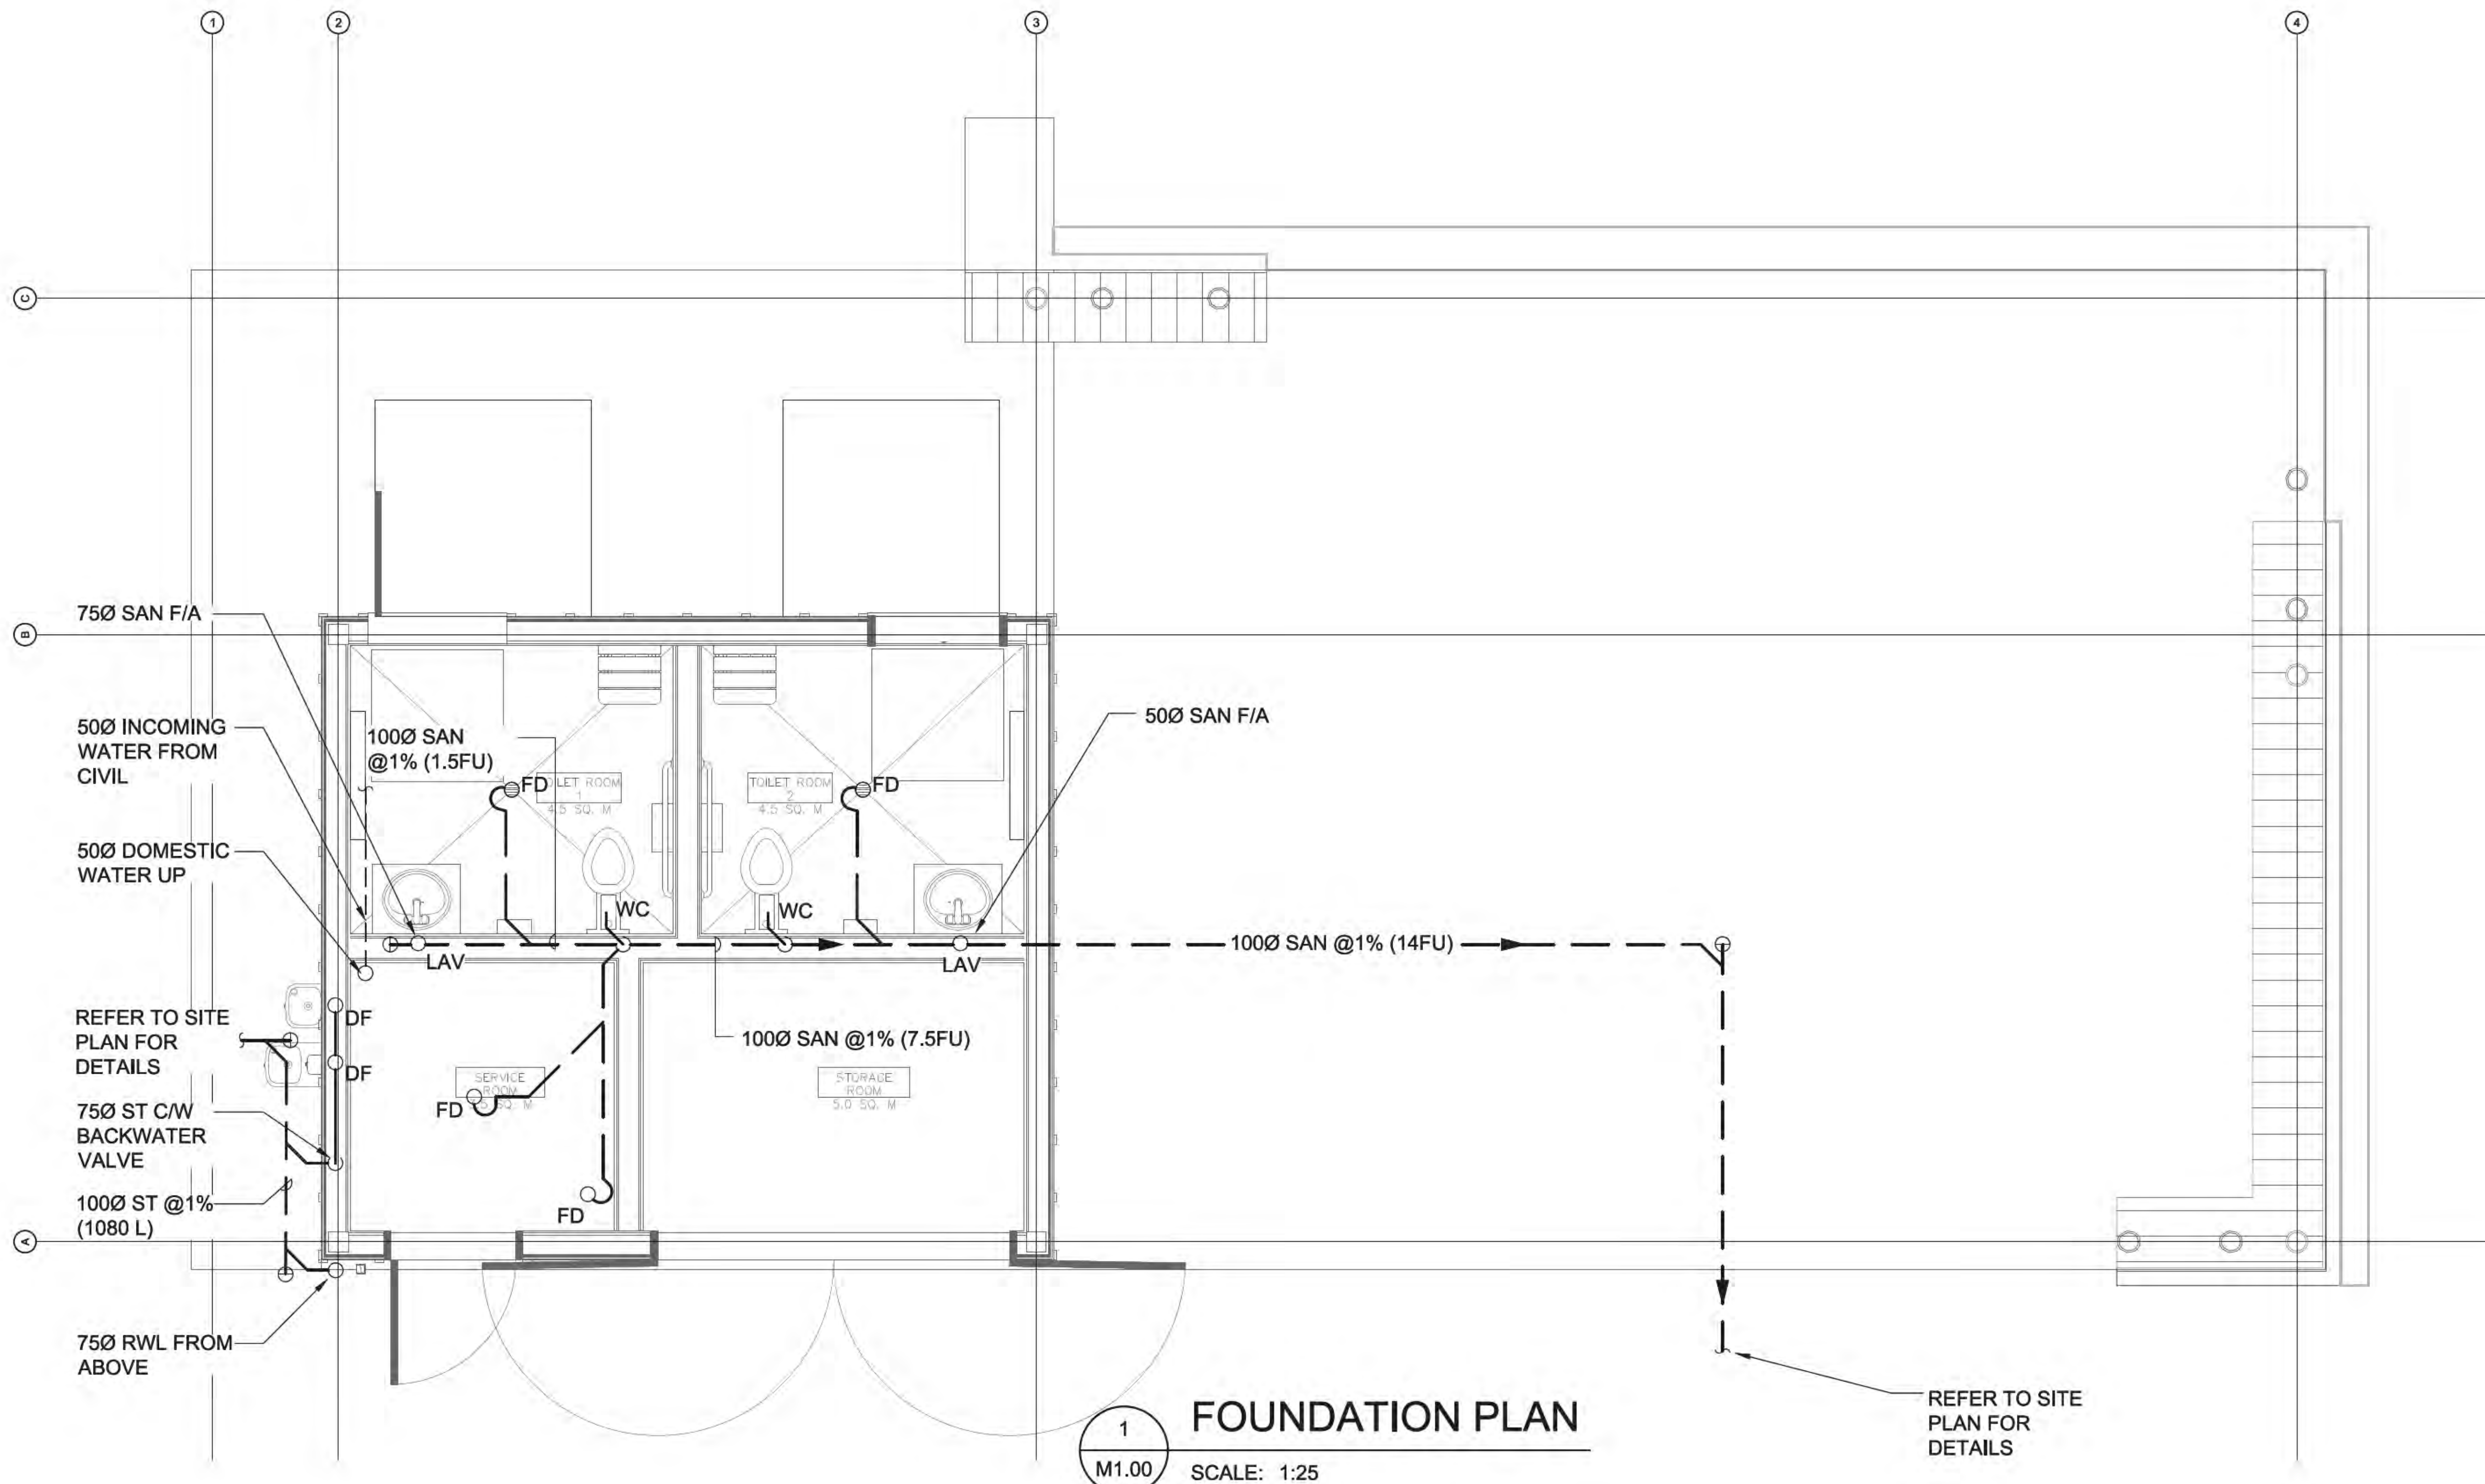 1
2
3
4
C
B
A
75Ø SAN F/A
50Ø INCOMING
WATER FROM
CIVIL
50Ø DOMESTIC
WATER UP
REFER TO SITE
PLAN FOR
DETAILS
75Ø ST C/W
BACKWATER
VALVE
100Ø ST @1%
(1080 L)
75Ø RWL FROM
ABOVE
100Ø SAN
@1% (1.5FU)
FD
1
4.5 SQ. M
TOILET ROOM
2
4.5 SQ. M
FD
50Ø SAN F/A
WC
WC
LAV
LAV
100Ø SAN @1% (14FU)
DF
DF
100Ø SAN @1% (7.5FU)
SERVICE
ROOM
FD
STORAGE
ROOM
5.0 SQ. M
FD
REFER TO SITE
PLAN FOR
DETAILS
1
M1.00
FOUNDATION PLAN
SCALE: 1:25